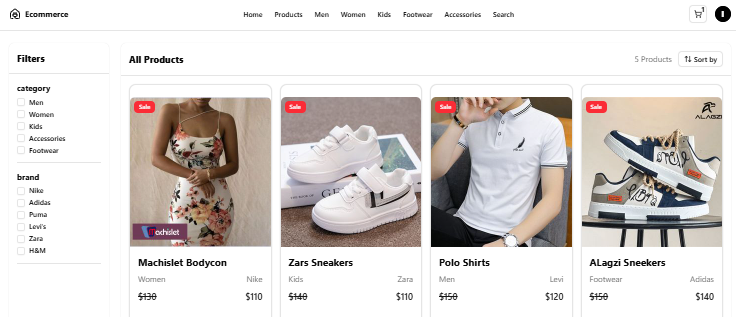 Ecommerce
Home Products Men Women Kids Footwear Accessories Search
1
I
Filters
category
Men
Women
Kids
Accessories
Footwear
brand
Nike
Adidas
Puma
Levi's
Zara
H&M
All Products
5 Products
Sort by
Sale
Machislet
Machislet Bodycon
Women Nike
$130 $110
Sale
Zars Sneakers
Kids Zara
$140 $110
Sale
Polo Shirts
Men Levi
$150 $120
Sale
ALAGZI
ALagzi Sneekers
Footwear Adidas
$150 $140